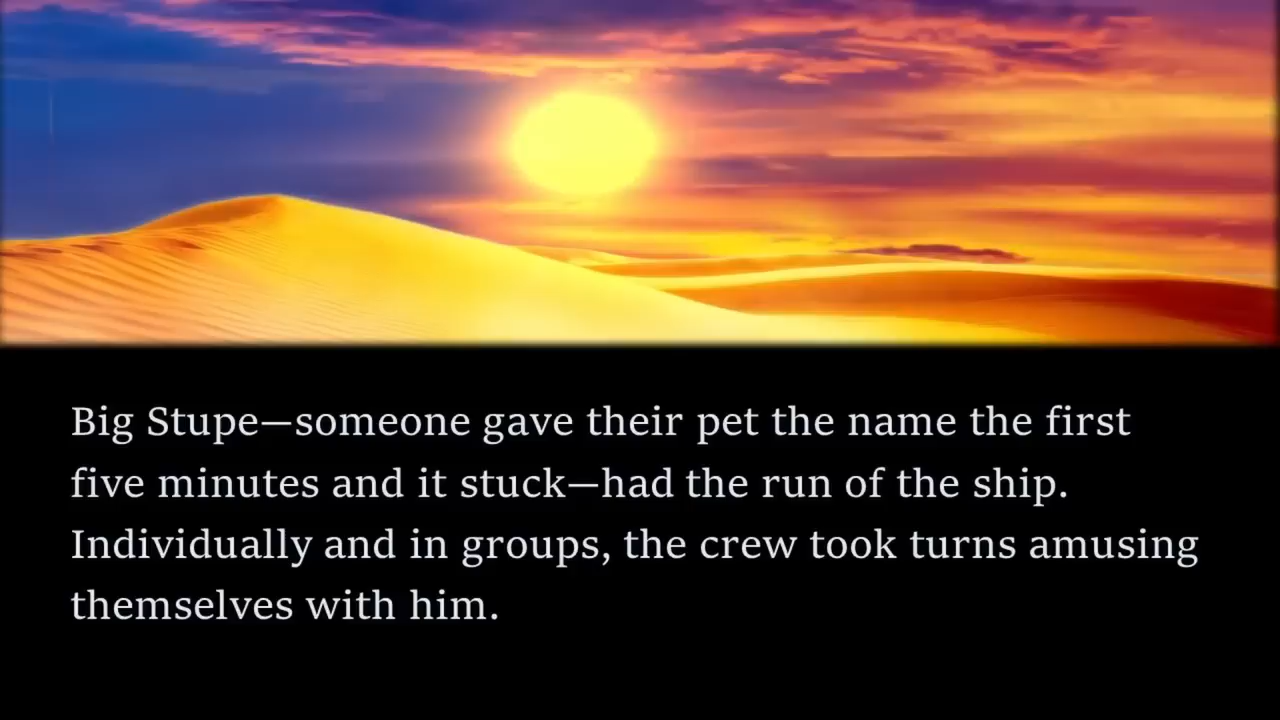 Big Stupe—someone gave their pet the name the first
five minutes and it stuck—had the run of the ship.
Individually and in groups, the crew took turns amusing
themselves with him.